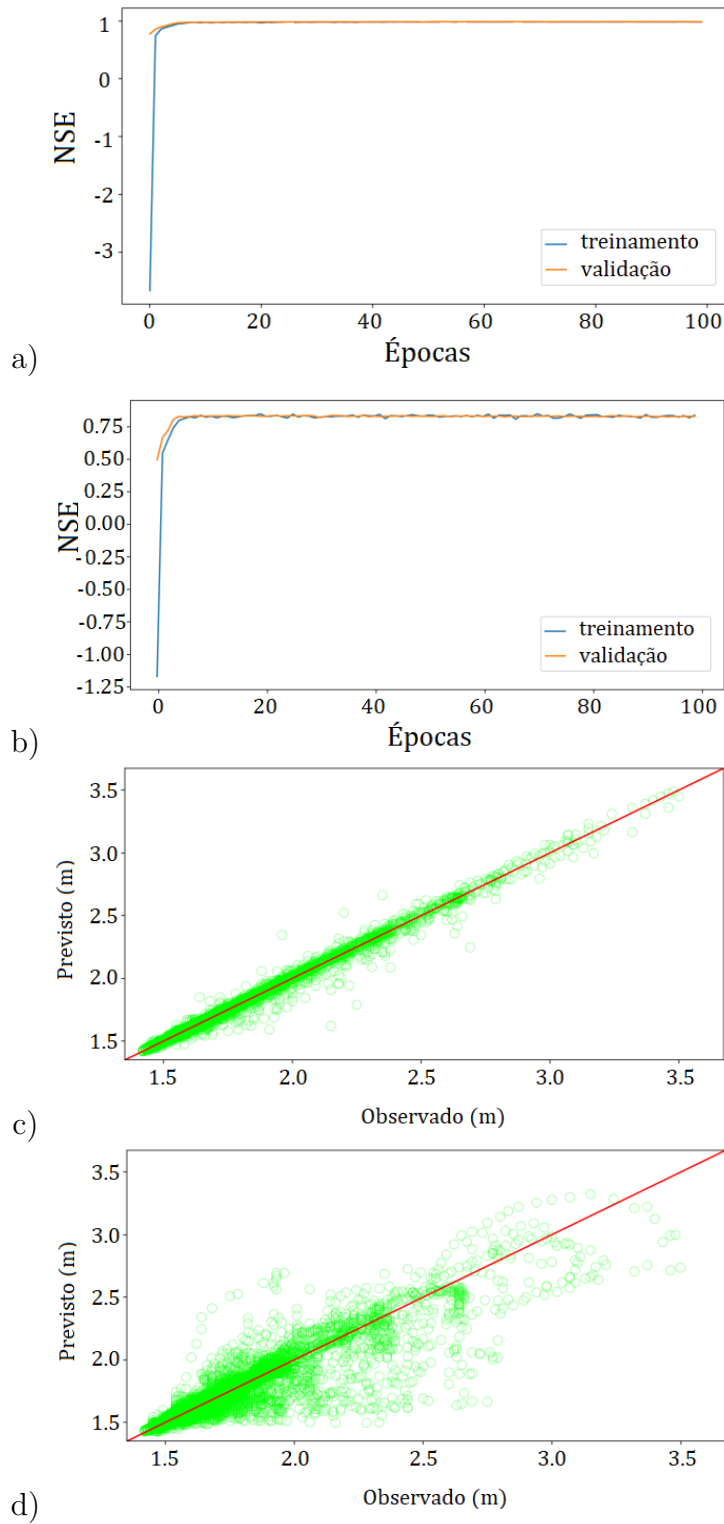 1
0
-1
-2
-3
NSE
treinamento
validação
0 20 40 60 80 100
Épocas
a)
0.75
0.50
0.25
0.00
-0.25
-0.50
-0.75
-1.00
-1.25
NSE
treinamento
validação
0 20 40 60 80 100
Épocas
b)
3.5
3.0
2.5
2.0
1.5
Previsto (m)
1.5 2.0 2.5 3.0 3.5
Observado (m)
c)
3.5
3.0
2.5
2.0
1.5
Previsto (m)
1.5 2.0 2.5 3.0 3.5
Observado (m)
d)